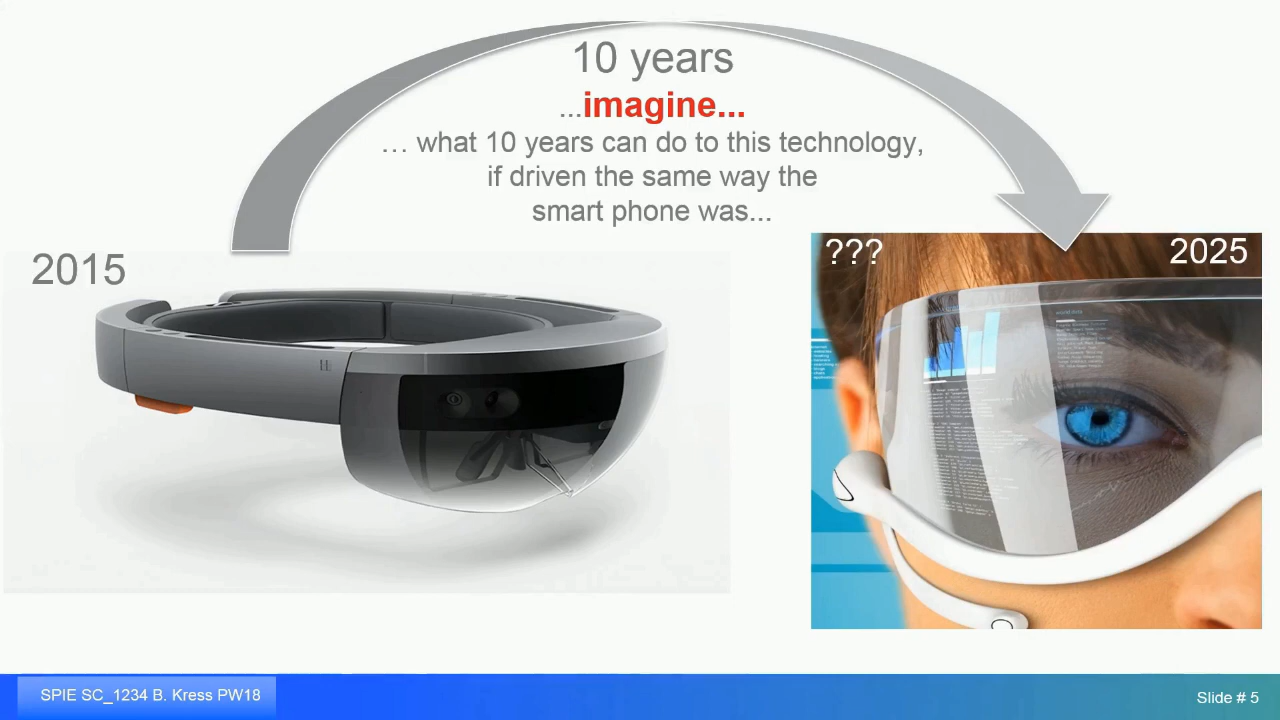 10 years
...imagine...
... what 10 years can do to this technology,
if driven the same way the
smart phone was...
2015
???
2025
SPIE SC_1234 B. Kress PW18
Slide # 5